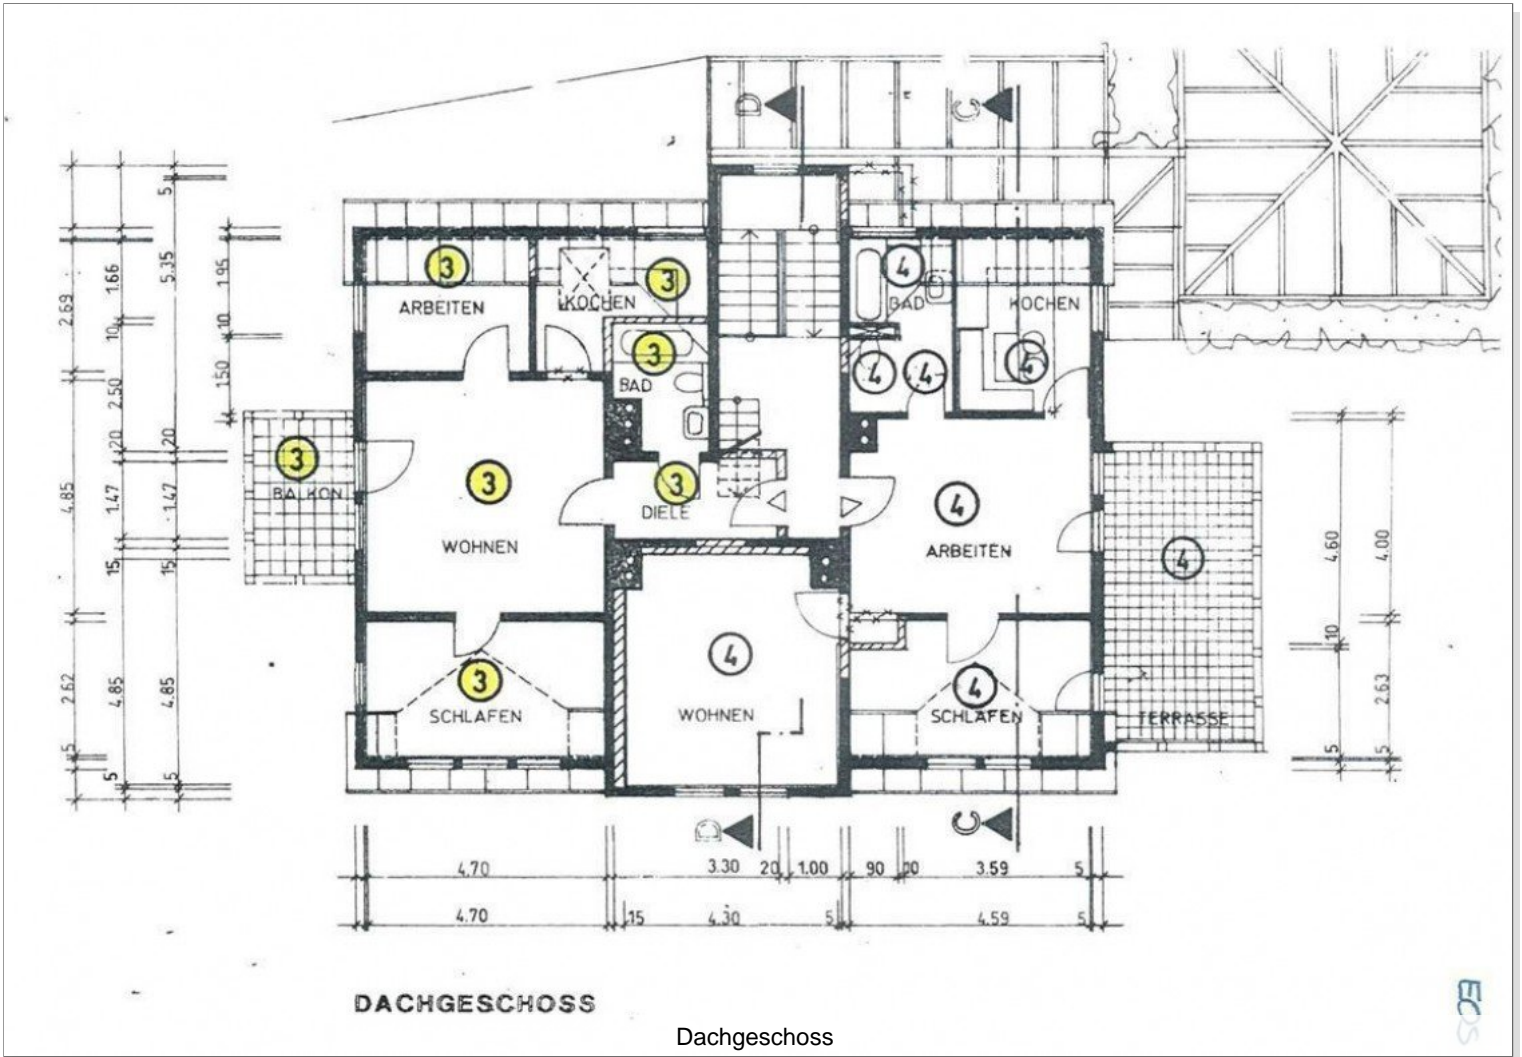 D
C
5
1.66
5.35
1.95
2.69
10
10
2.50
1.50
20
20
4.85
1.47
1.47
15
15
2.62
4.85
4.85
5
5
5
3
ARBEITEN
3
KOCHEN
3
BAD
4
BAD
KOCHEN
4
4
4
3
BALKON
3
WOHNEN
3
DIELE
4
ARBEITEN
4
TERRASSE
3
SCHLAFEN
4
WOHNEN
4
SCHLAFEN
4.60
4.00
10
2.63
5
5
D
C
4.70
3.30
20
1.00
90
3.59
5
4.70
15
4.30
5
4.59
5
DACHGESCHOSS
Dachgeschoss